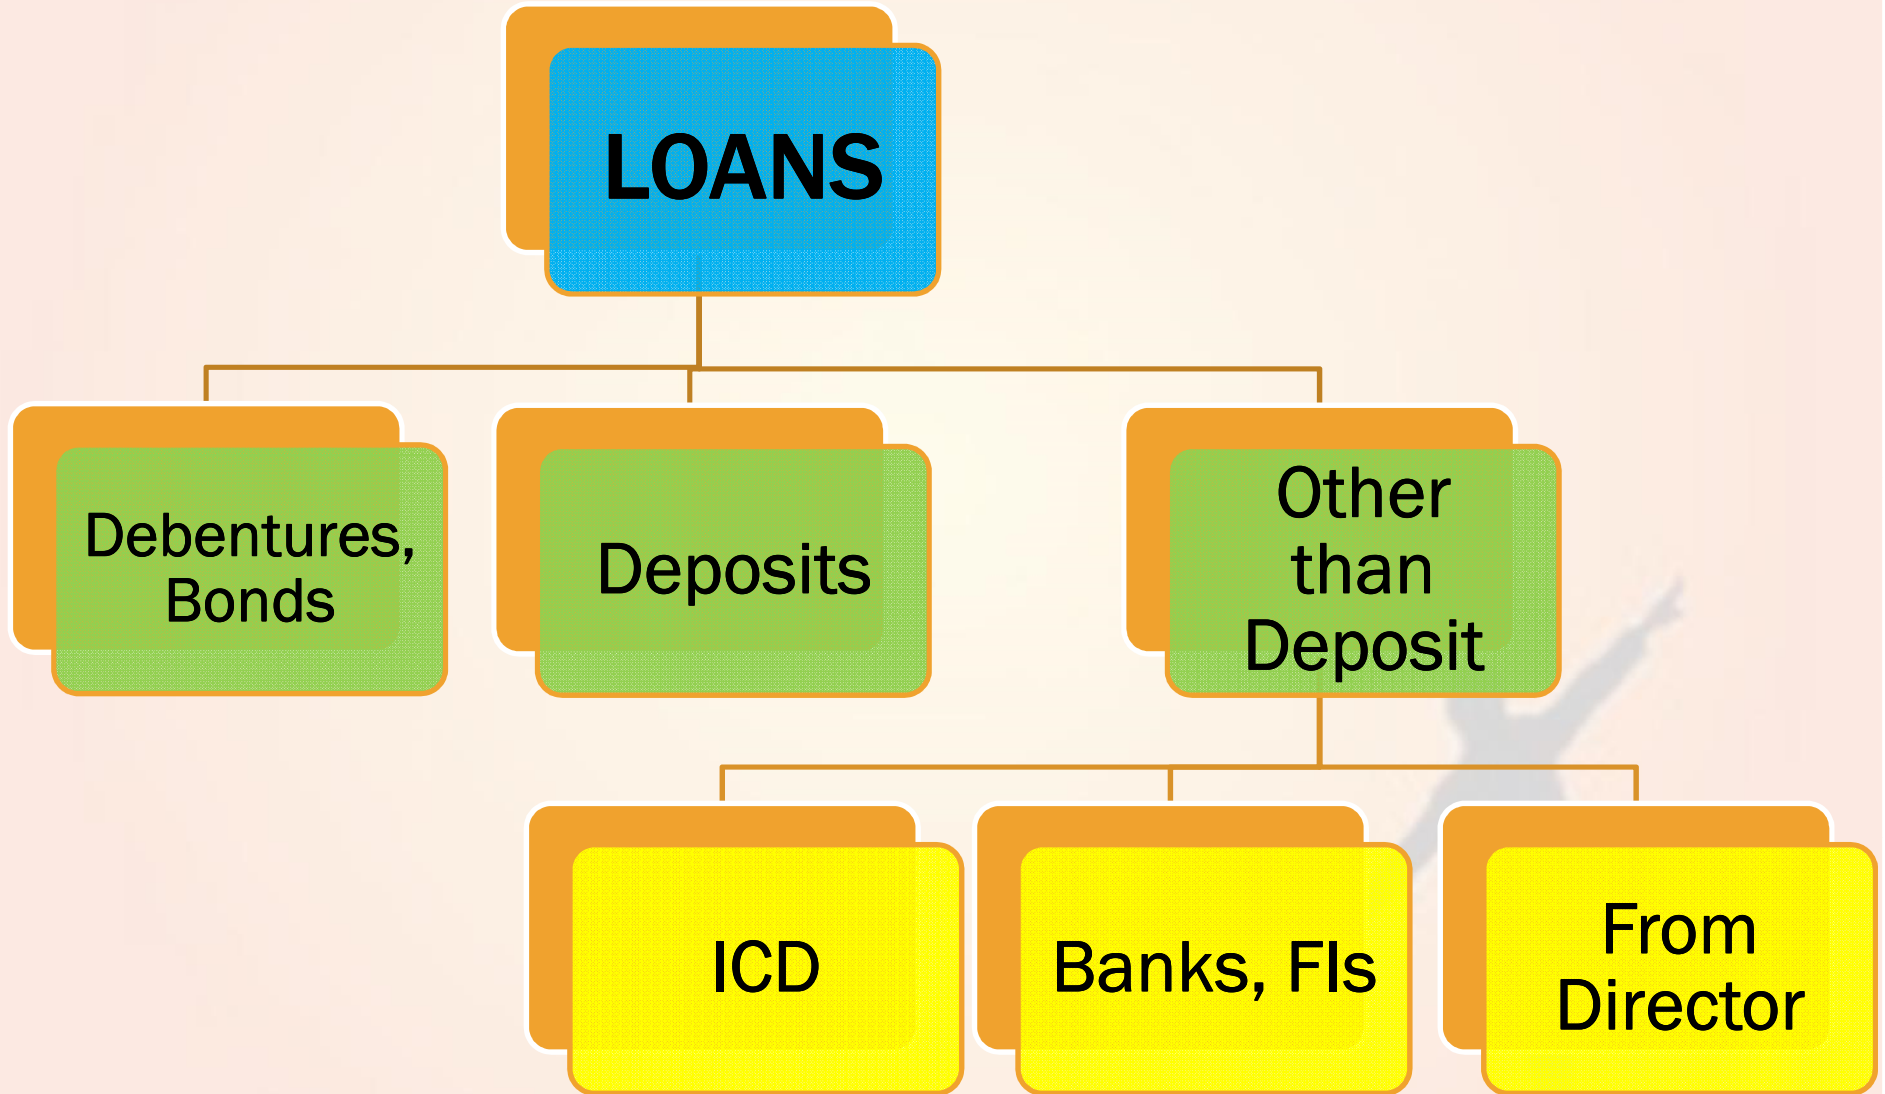 LOANS
Debentures,
Bonds
Deposits
Other
than
Deposit
ICD
Banks, FIs
From
Director